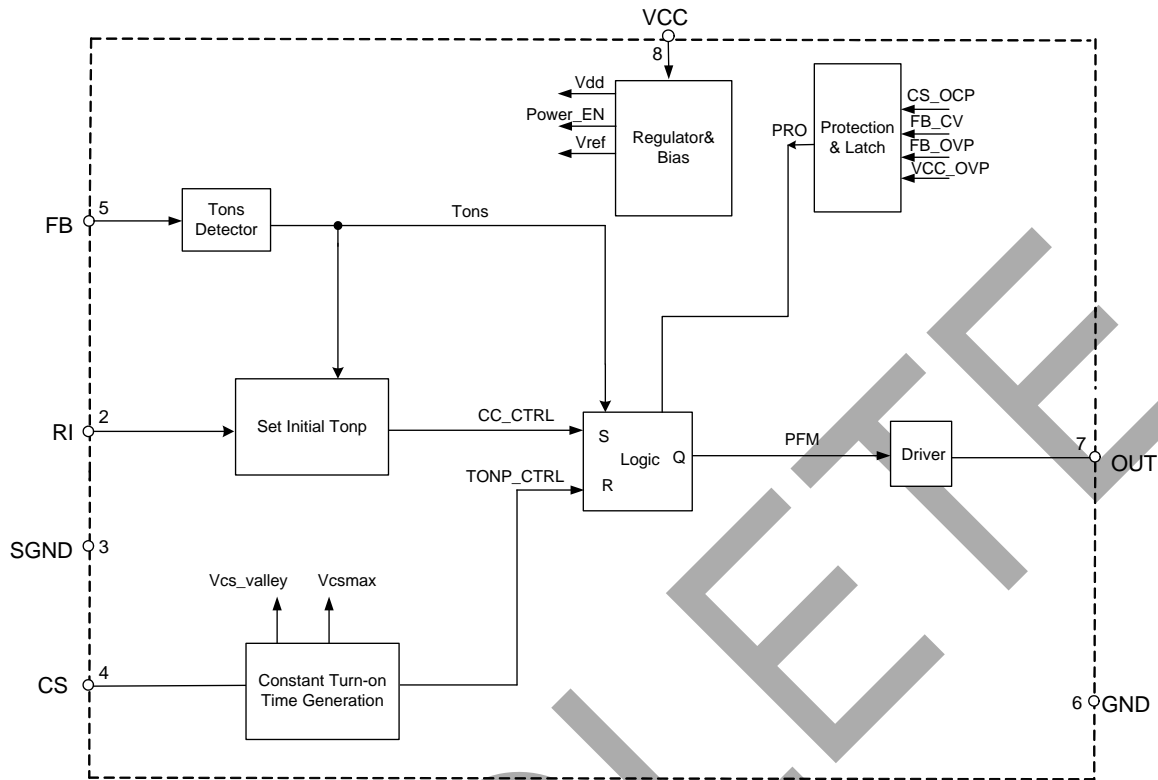 VCC
8
Vdd
Power_EN
Vref
Regulator&
Bias
PRO
Protection
& Latch
CS_OCP
FB_CV
FB_OVP
VCC_OVP
FB
5
Tons
Detector
Tons
RI
2
Set Initial Tonp
CC_CTRL
TONP_CTRL
S
Logic
Q
R
PFM
Driver
7
OUT
SGND
3
Vcs_valley
Vcsmax
CS
4
Constant Turn-on
Time Generation
6
GND